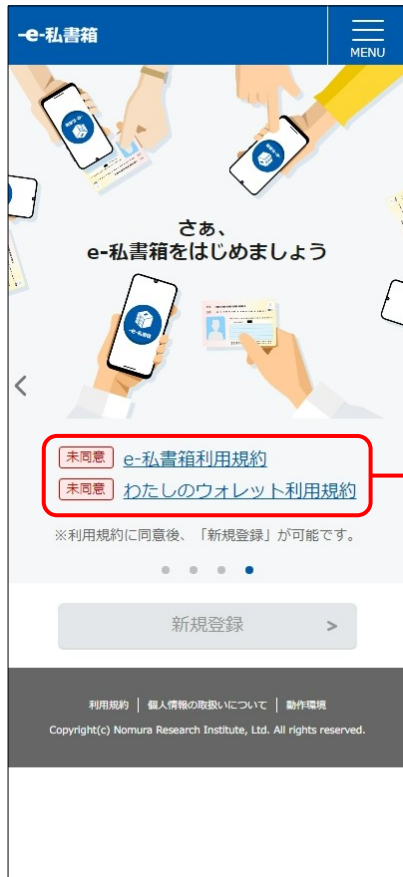 -e-私書箱
MENU
さぁ、
e-私書箱をはじめましょう
未同意 e-私書箱利用規約
未同意 わたしのウォレット利用規約
※利用規約に同意後、「新規登録」が可能です。
新規登録 >
利用規約 | 個人情報の取扱いについて | 動作環境
Copyright(c) Nomura Research Institute, Ltd. All rights reserved.